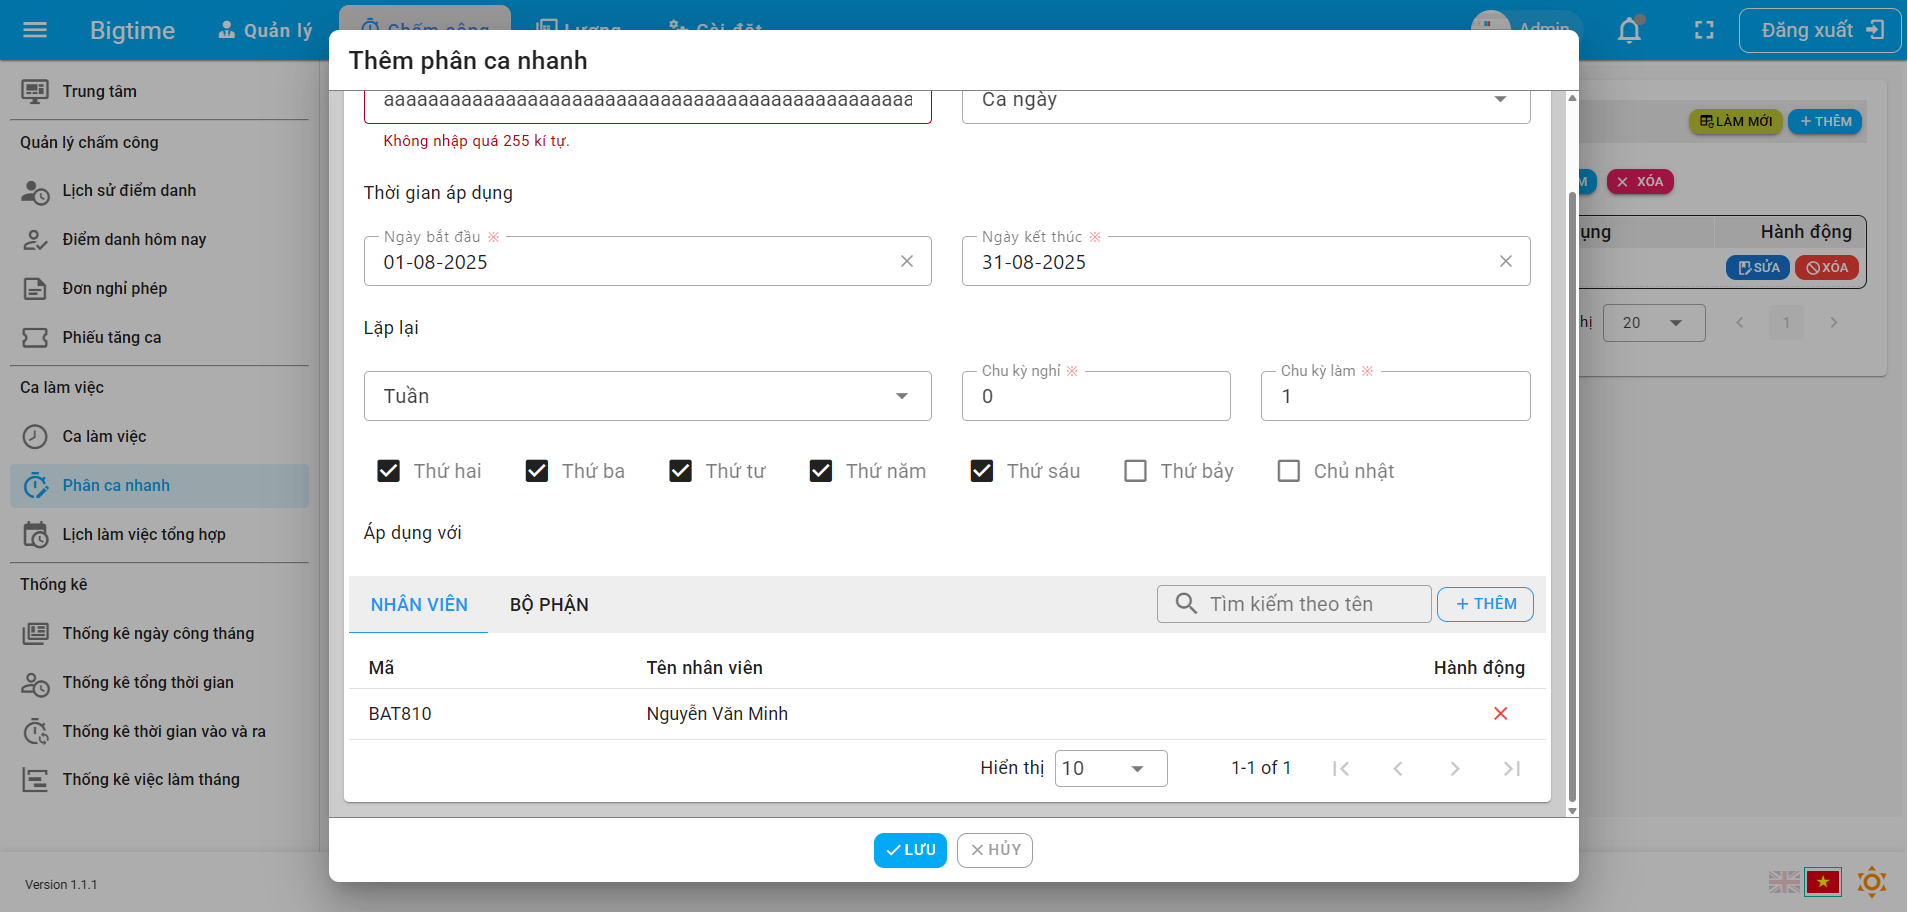 Bigtime
Quản lý
Chấm công
Lương
Cài đặt
Admin
Đăng xuất
Thêm phân ca nhanh
Trung tâm
Quản lý chấm công
Lịch sử điểm danh
Điểm danh hôm nay
Đơn nghỉ phép
Phiếu tăng ca
Ca làm việc
Ca làm việc
Phân ca nhanh
Lịch làm việc tổng hợp
Thống kê
Thống kê ngày công tháng
Thống kê tổng thời gian
Thống kê thời gian vào và ra
Thống kê việc làm tháng
Version 1.1.1
Ca ngày
Không nhập quá 255 kí tự.
Thời gian áp dụng
Ngày bắt đầu ※
01-08-2025
Ngày kết thúc ※
31-08-2025
Lặp lại
Tuần
Chu kỳ nghỉ ※
0
Chu kỳ làm ※
1
Thứ hai
Thứ ba
Thứ tư
Thứ năm
Thứ sáu
Thứ bảy
Chủ nhật
Áp dụng với
NHÂN VIÊN
BỘ PHẬN
Tìm kiếm theo tên
+ THÊM
Mã
Tên nhân viên
Hành động
BAT810
Nguyễn Văn Minh
Hiển thị
10
1-1 of 1
LƯU
HỦY
LÀM MỚI
+ THÊM
M
XÓA
ụng
Hành động
SỬA
XÓA
hị
20
1